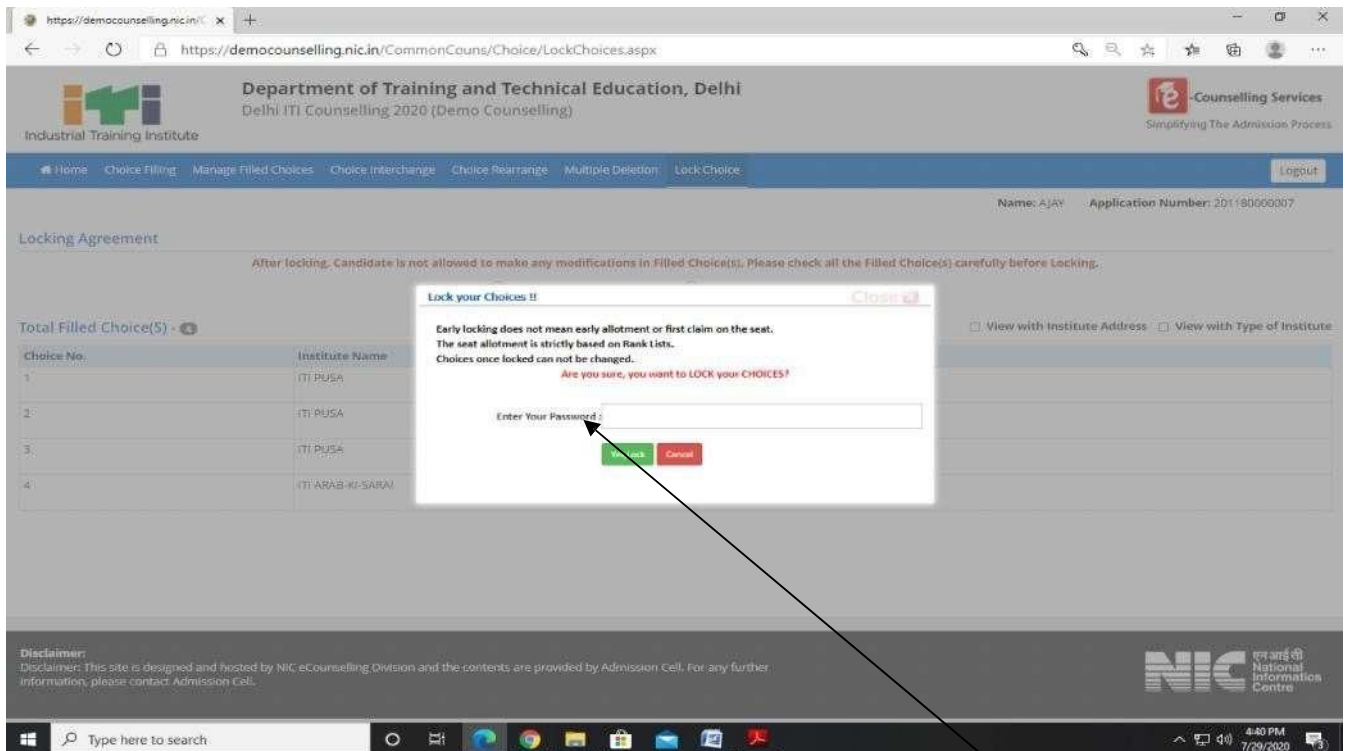 https://democounselling.nic.in/
https://democounselling.nic.in/CommonCouns/Choice/LockChoices.aspx
Industrial Training Institute
Department of Training and Technical Education, Delhi
Delhi ITI Counselling 2020 (Demo Counselling)
e-Counselling Services
Simplifying The Admission Process
Home Choice Filling Manage Filled Choices Choice Interchange Choice Rearrange Multiple Deletion Lock Choice Logout
Name: AJAY Application Number: 201180000007
Locking Agreement
After locking, Candidate is not allowed to make any modifications in Filled Choice(s). Please check all the Filled Choice(s) carefully before Locking.
Lock your Choices !! Close
Early locking does not mean early allotment or first claim on the seat.
The seat allotment is strictly based on Rank Lists.
Choices once locked can not be changed.
Are you sure, you want to LOCK your CHOICES?
Enter Your Password :
Yes Lock Cancel
Total Filled Choice(S) - 4 View with Institute Address View with Type of Institute
Choice No. Institute Name
1 ITI PUSA
2 ITI PUSA
3 ITI PUSA
4 ITI ARAB-KI-SARAI
Disclaimer:
Disclaimer: This site is designed and hosted by NIC eCounselling Division and the contents are provided by Admission Cell. For any further
information, please contact Admission Cell.
NIC
एन आई सी
National
Informatics
Centre
Type here to search
4:40 PM
7/29/2020